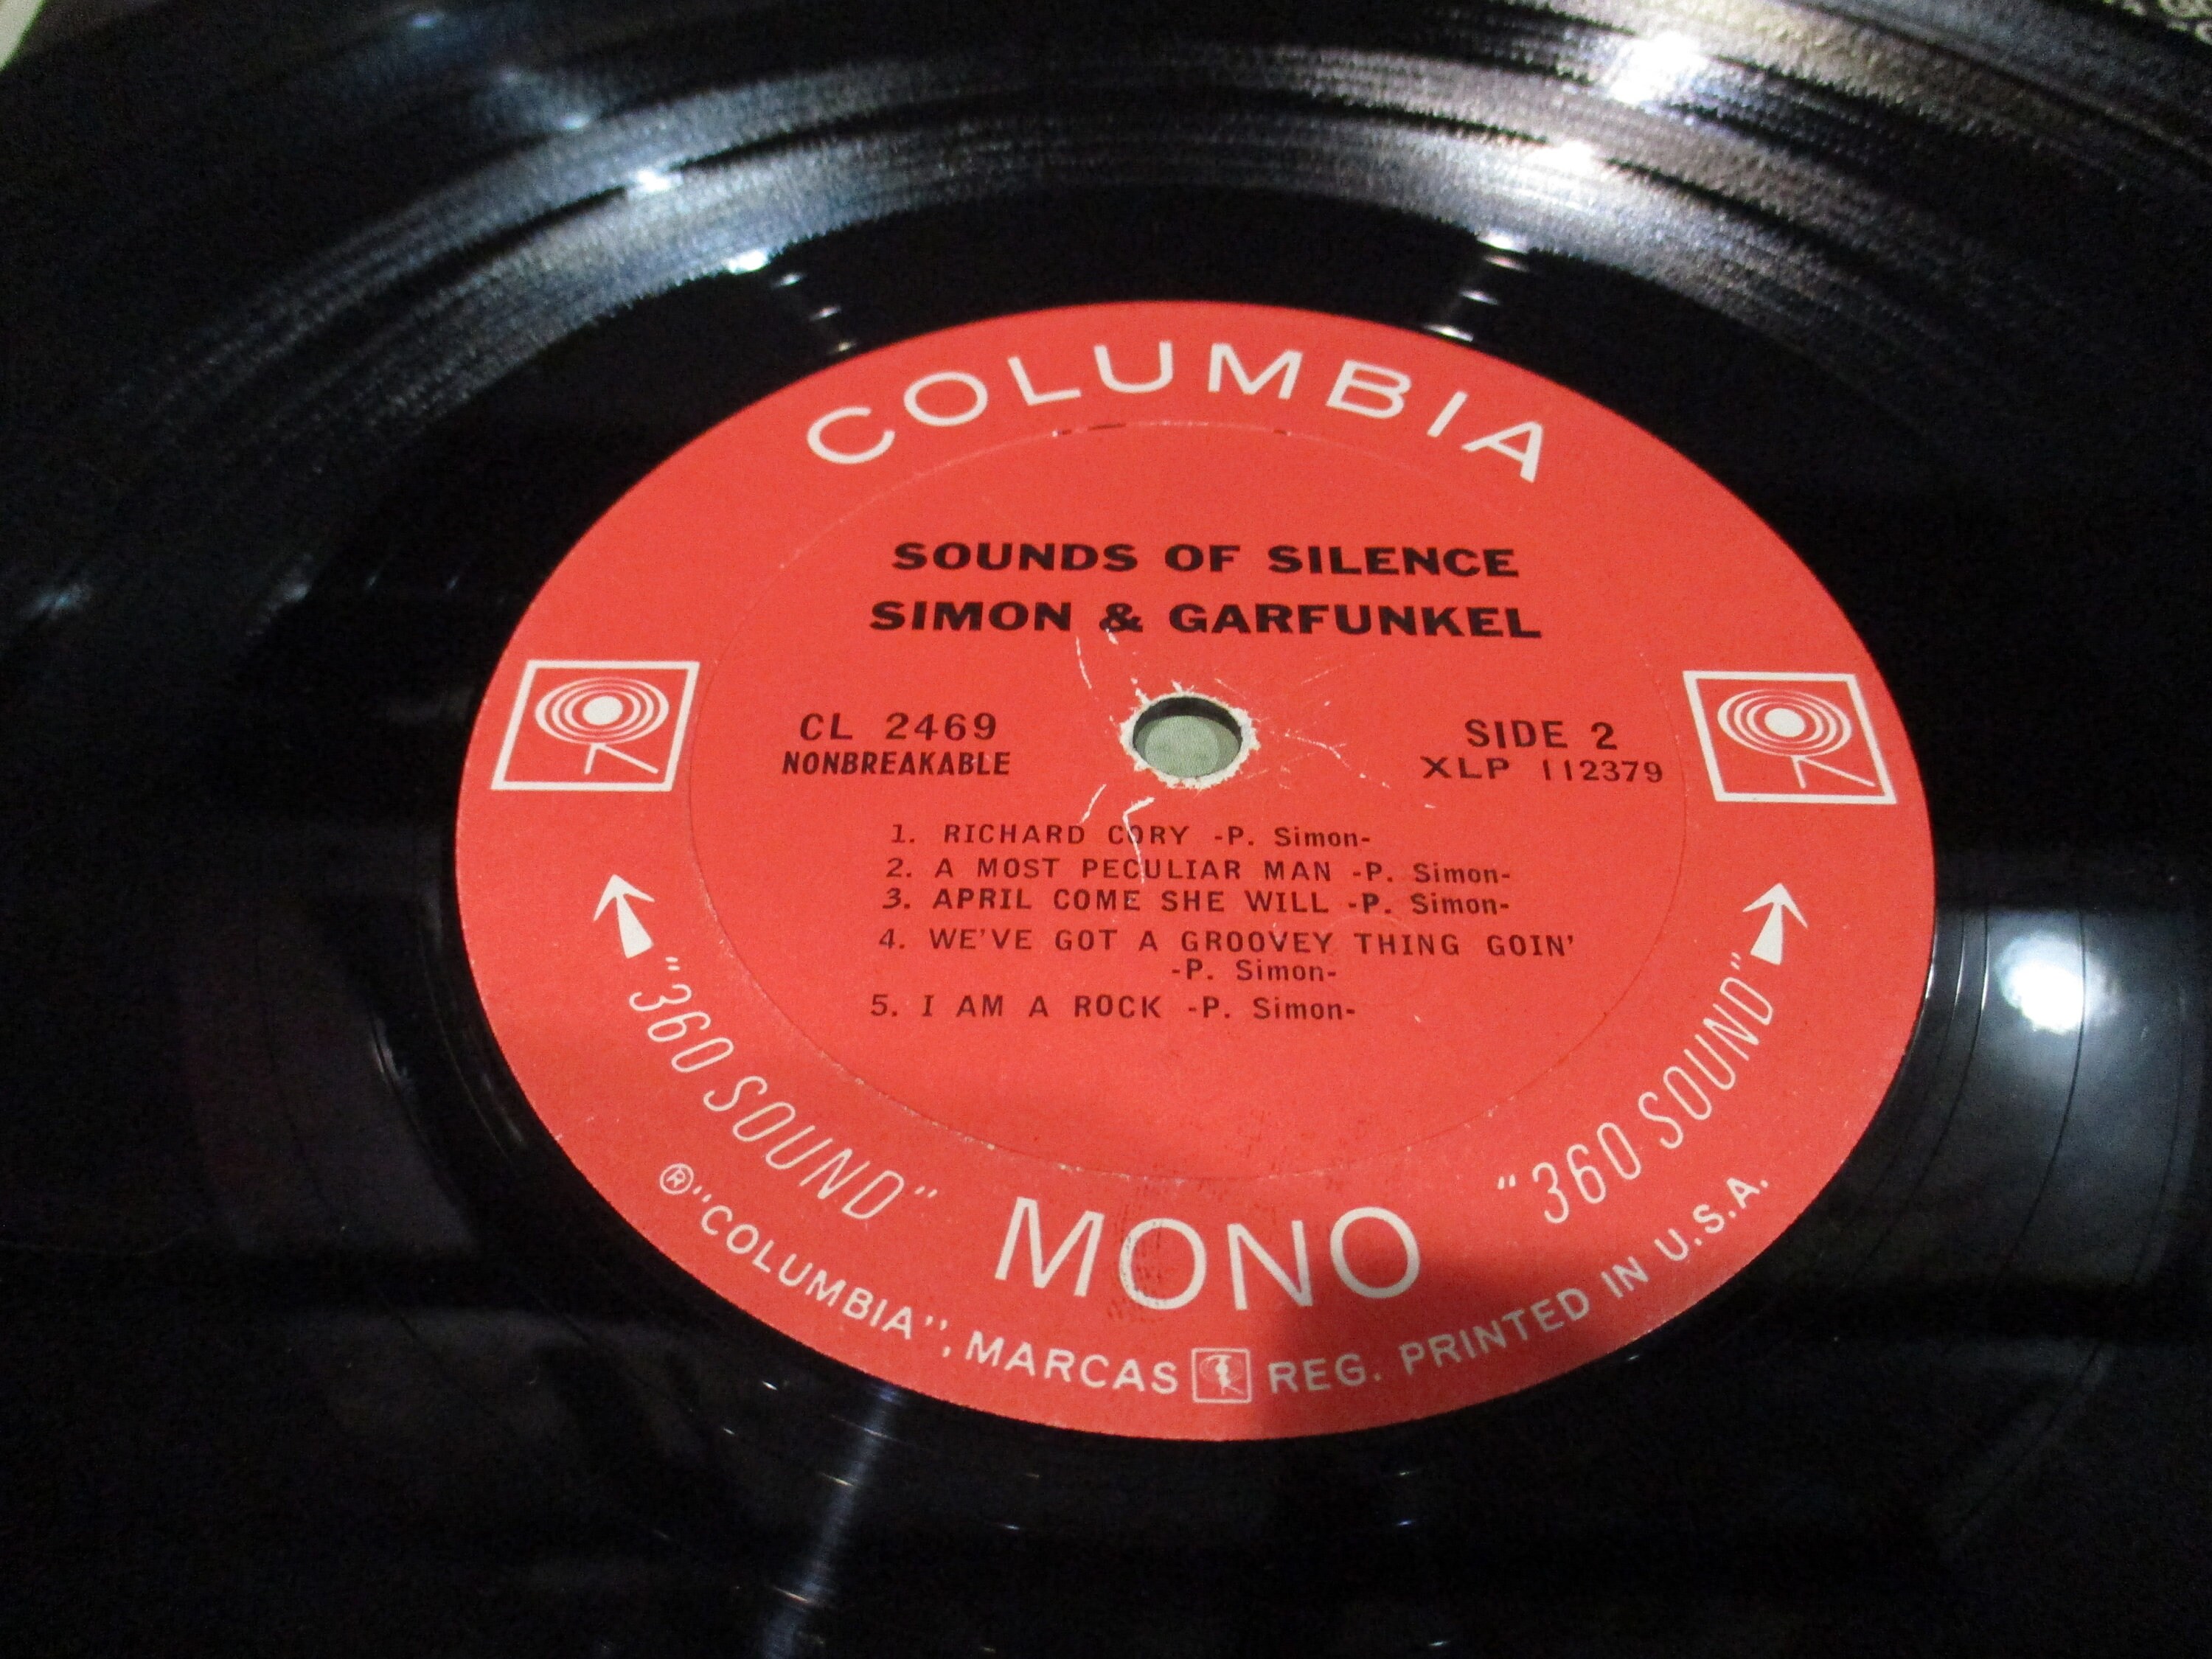 COLUMBIA
SOUNDS OF SILENCE
SIMON & GARFUNKEL
CL 2469
NONBREAKABLE
SIDE 2
XLP 112379
1. RICHARD CORY -P. Simon-
2. A MOST PECULIAR MAN -P. Simon-
3. APRIL COME SHE WILL -P. Simon-
4. WE'VE GOT A GROOVEY THING GOIN'
-P. Simon-
5. I AM A ROCK -P. Simon-
"360 SOUND"
MONO
"360 SOUND"
® "COLUMBIA", MARCAS REG. PRINTED IN U.S.A.